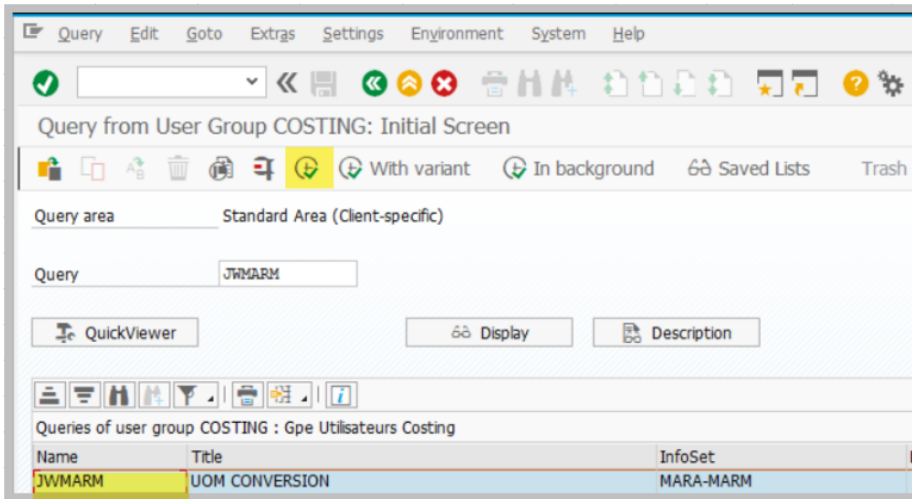 Query Edit Goto Extras Settings Environment System Help
Query from User Group COSTING: Initial Screen
With variant In background Saved Lists Trash
Query area Standard Area (Client-specific)
Query JWMARM
QuickViewer Display Description
Queries of user group COSTING : Gpe Utilisateurs Costing
Name Title InfoSet
JWMARM UOM CONVERSION MARA-MARM